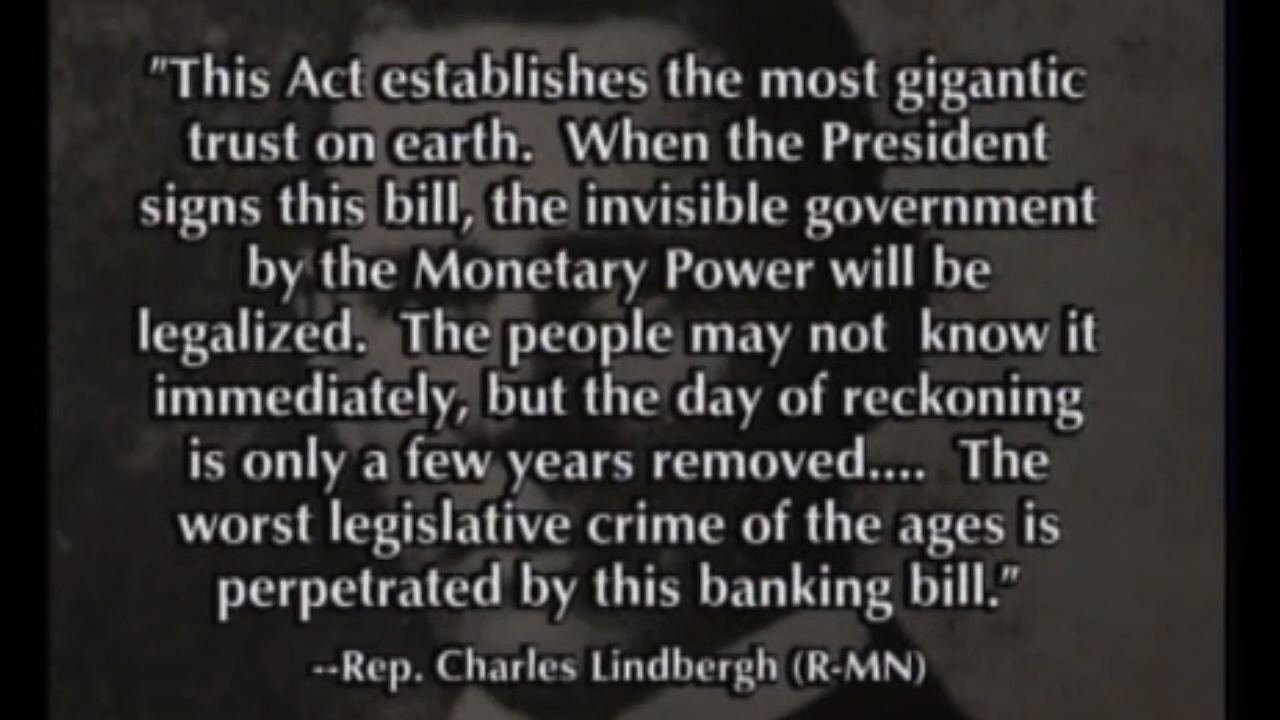 "This Act establishes the most gigantic
trust on earth.  When the President
signs this bill, the invisible government
by the Monetary Power will be
legalized.  The people may not  know it
immediately, but the day of reckoning
is only a few years removed....  The
worst legislative crime of the ages is
perpetrated by this banking bill."
--Rep. Charles Lindbergh (R-MN)